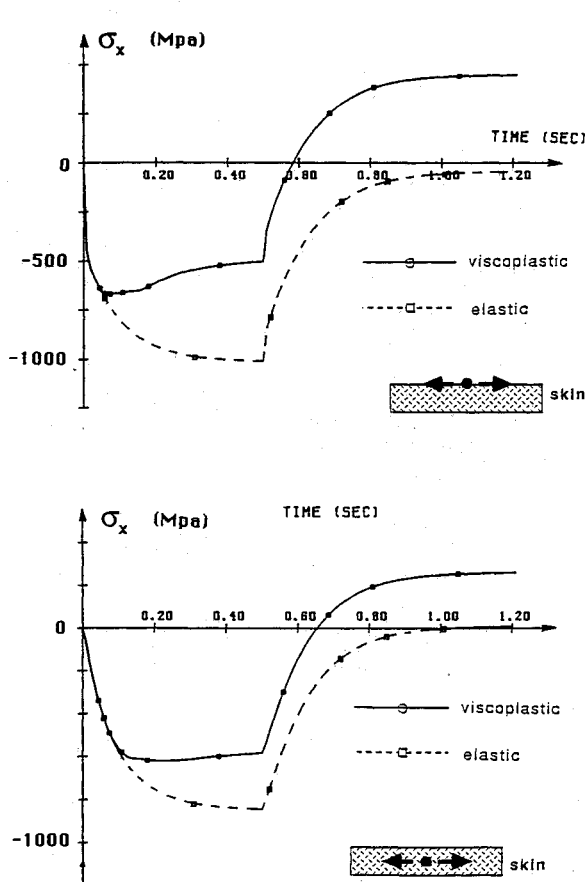 σx (Mpa)
TIME (SEC)
0
0.20 0.40 0.60 0.80 1.00 1.20
-500
viscoplastic
elastic
-1000
skin
σx (Mpa)
TIME (SEC)
0.20 0.40 0.60 0.80 1.00 1.20
0
viscoplastic
elastic
-1000
skin